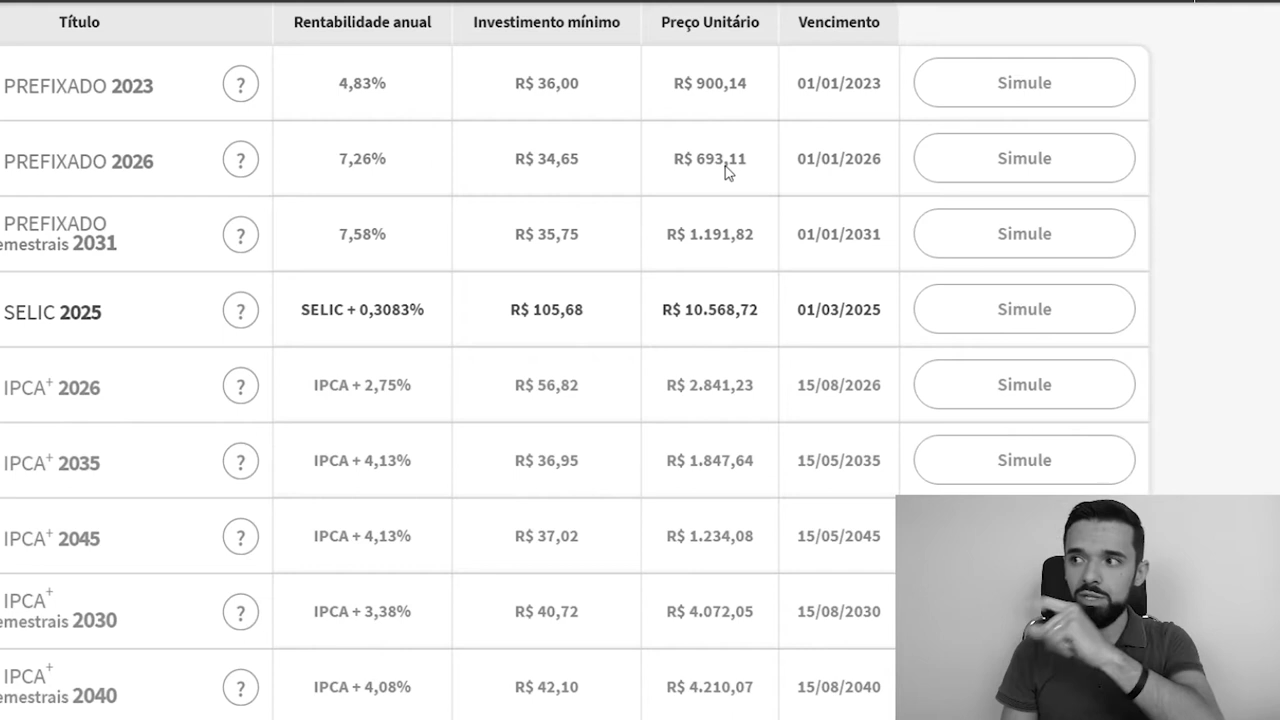 Título Rentabilidade anual Investimento mínimo Preço Unitário Vencimento
PREFIXADO 2023 ? 4,83% R$ 36,00 R$ 900,14 01/01/2023 Simule
PREFIXADO 2026 ? 7,26% R$ 34,65 R$ 693,11 01/01/2026 Simule
PREFIXADO
emestrais 2031 ? 7,58% R$ 35,75 R$ 1.191,82 01/01/2031 Simule
SELIC 2025 ? SELIC + 0,3083% R$ 105,68 R$ 10.568,72 01/03/2025 Simule
IPCA+ 2026 ? IPCA + 2,75% R$ 56,82 R$ 2.841,23 15/08/2026 Simule
IPCA+ 2035 ? IPCA + 4,13% R$ 36,95 R$ 1.847,64 15/05/2035 Simule
IPCA+ 2045 ? IPCA + 4,13% R$ 37,02 R$ 1.234,08 15/05/2045
IPCA+
emestrais 2030 ? IPCA + 3,38% R$ 40,72 R$ 4.072,05 15/08/2030
IPCA+
emestrais 2040 ? IPCA + 4,08% R$ 42,10 R$ 4.210,07 15/08/2040